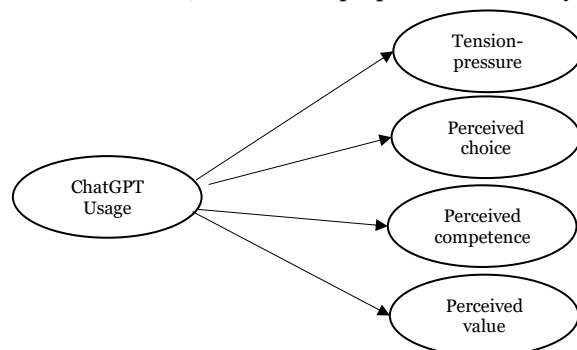 Tension-
pressure
Perceived
choice
ChatGPT
Usage
Perceived
competence
Perceived
value